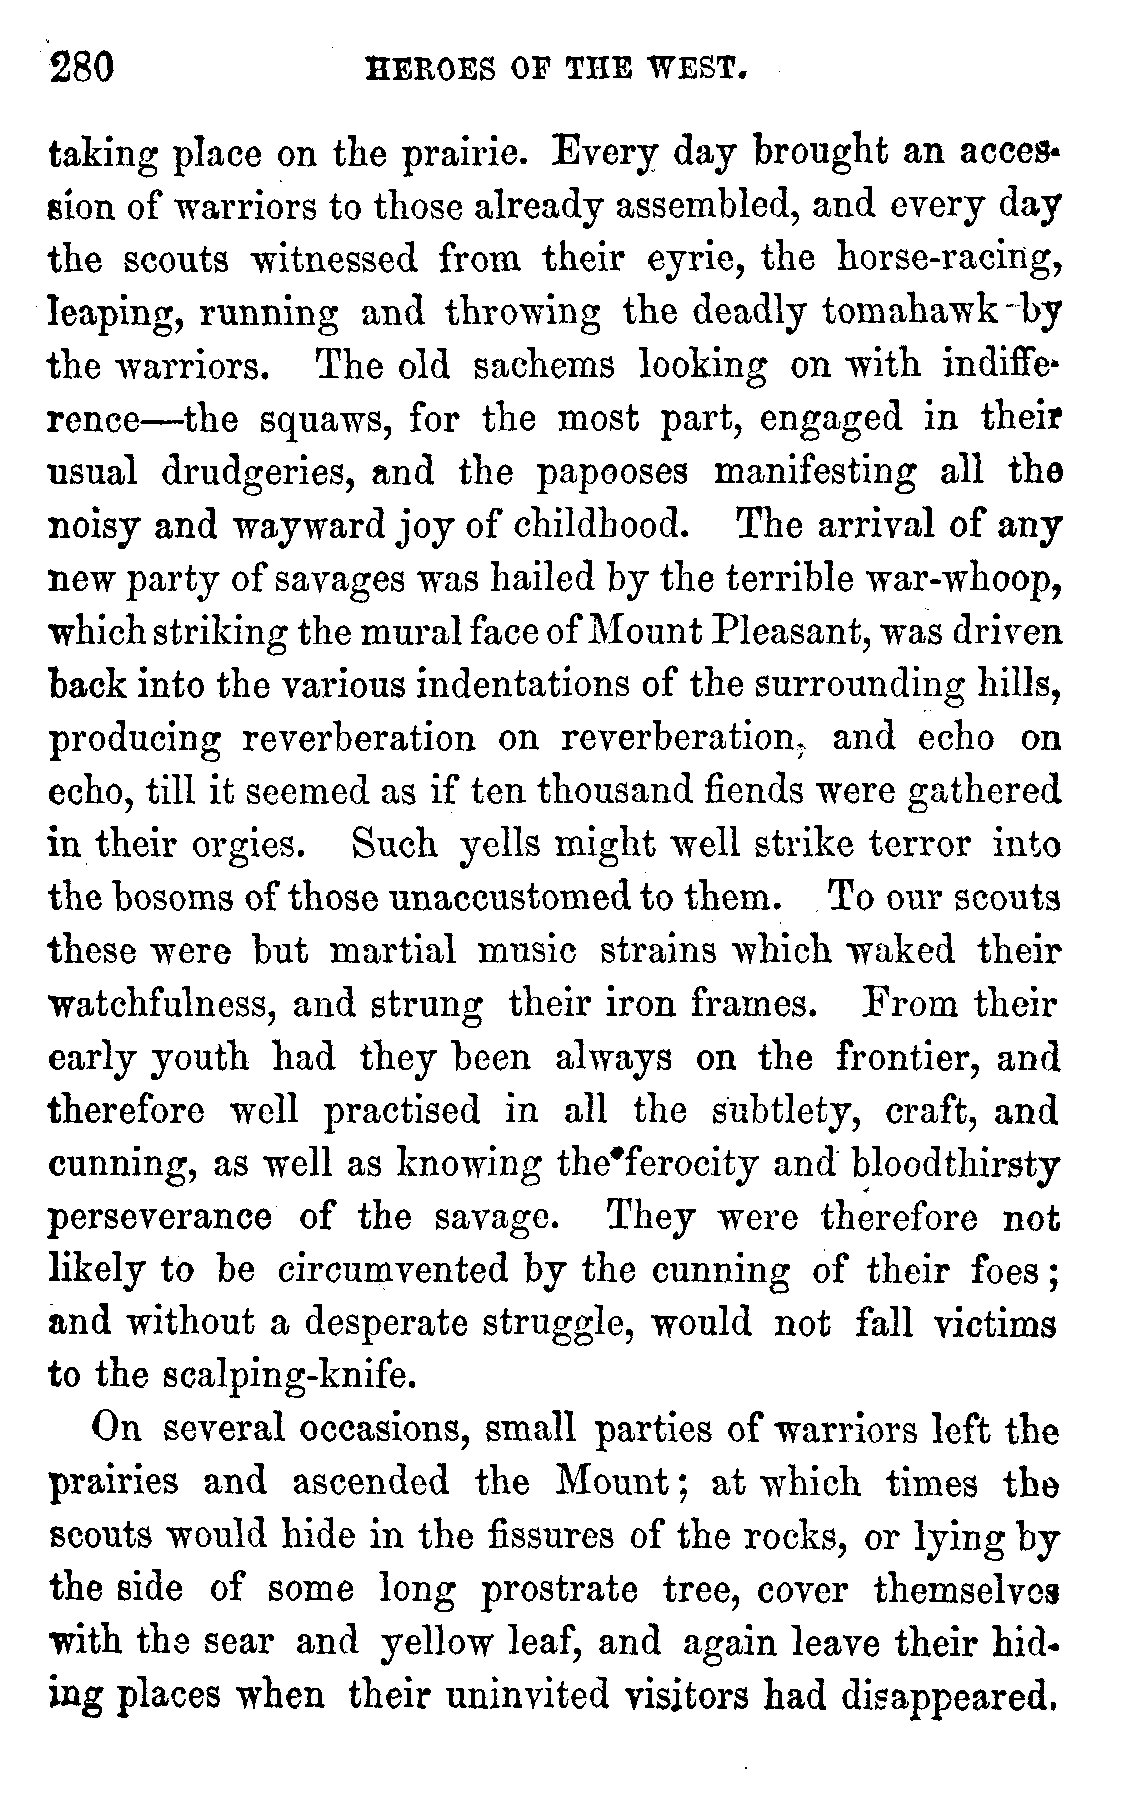 280 HEROES OF THE WEST.
taking place on the prairie. Every day brought an acces-
sion of warriors to those already assembled, and every day
the scouts witnessed from their eyrie, the horse-racing,
leaping, running and throwing the deadly tomahawk by
the warriors. The old sachems looking on with indiffe-
rence—the squaws, for the most part, engaged in their
usual drudgeries, and the papooses manifesting all the
noisy and wayward joy of childhood. The arrival of any
new party of savages was hailed by the terrible war-whoop,
which striking the mural face of Mount Pleasant, was driven
back into the various indentations of the surrounding hills,
producing reverberation on reverberation, and echo on
echo, till it seemed as if ten thousand fiends were gathered
in their orgies. Such yells might well strike terror into
the bosoms of those unaccustomed to them. To our scouts
these were but martial music strains which waked their
watchfulness, and strung their iron frames. From their
early youth had they been always on the frontier, and
therefore well practised in all the subtlety, craft, and
cunning, as well as knowing the ferocity and bloodthirsty
perseverance of the savage. They were therefore not
likely to be circumvented by the cunning of their foes;
and without a desperate struggle, would not fall victims
to the scalping-knife.
On several occasions, small parties of warriors left the
prairies and ascended the Mount; at which times the
scouts would hide in the fissures of the rocks, or lying by
the side of some long prostrate tree, cover themselves
with the sear and yellow leaf, and again leave their hid-
ing places when their uninvited visitors had disappeared.